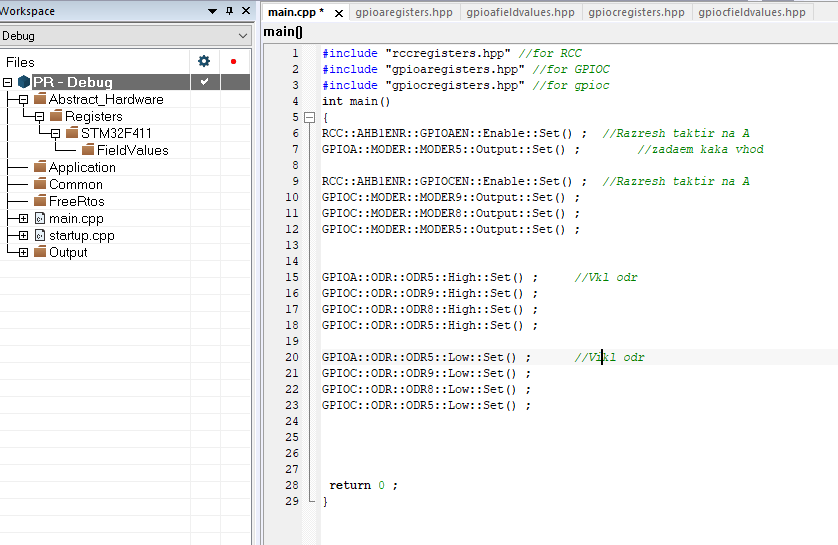 Workspace
Debug
Files
PR - Debug
Abstract_Hardware
Registers
STM32F411
FieldValues
Application
Common
FreeRtos
main.cpp
startup.cpp
Output
main.cpp * x gpioaregisters.hpp gpioafieldvalues.hpp gpiocregisters.hpp gpiocfieldvalues.hpp
main()
1 #include "rccregisters.hpp" //for RCC
2 #include "gpioaregisters.hpp" //for GPIOC
3 #include "gpiocregisters.hpp" //for gpioc
4 int main()
5 {
6 RCC::AHB1ENR::GPIOAEN::Enable::Set() ; //Razresh taktir na A
7 GPIOA::MODER::MODER5::Output::Set() ; //zadaem kaka vhod
8
9 RCC::AHB1ENR::GPIOCEN::Enable::Set() ; //Razresh taktir na A
10 GPIOC::MODER::MODER9::Output::Set() ;
11 GPIOC::MODER::MODER8::Output::Set() ;
12 GPIOC::MODER::MODER5::Output::Set() ;
13
14
15 GPIOA::ODR::ODR5::High::Set() ; //Vkl odr
16 GPIOC::ODR::ODR9::High::Set() ;
17 GPIOC::ODR::ODR8::High::Set() ;
18 GPIOC::ODR::ODR5::High::Set() ;
19
20 GPIOA::ODR::ODR5::Low::Set() ; //Vikl odr
21 GPIOC::ODR::ODR9::Low::Set() ;
22 GPIOC::ODR::ODR8::Low::Set() ;
23 GPIOC::ODR::ODR5::Low::Set() ;
24
25
26
27
28 return 0 ;
29 }